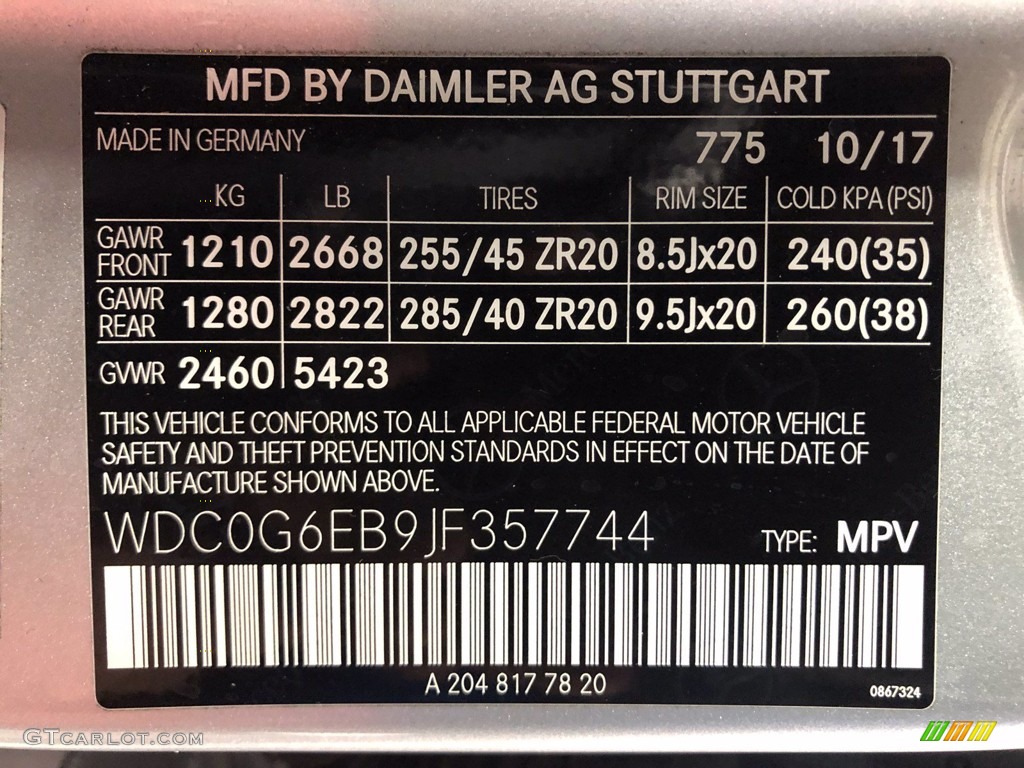 MFD BY DAIMLER AG STUTTGART
MADE IN GERMANY 775 10/17
KG LB TIRES RIM SIZE COLD KPA (PSI)
GAWR FRONT 1210 2668 255/45 ZR20 8.5Jx20 240(35)
GAWR REAR 1280 2822 285/40 ZR20 9.5Jx20 260(38)
GVWR 2460 5423
THIS VEHICLE CONFORMS TO ALL APPLICABLE FEDERAL MOTOR VEHICLE
SAFETY AND THEFT PREVENTION STANDARDS IN EFFECT ON THE DATE OF
MANUFACTURE SHOWN ABOVE.
WDC0G6EB9JF357744 TYPE: MPV
A 204 817 78 20
0867324
GTCARLOT.COM